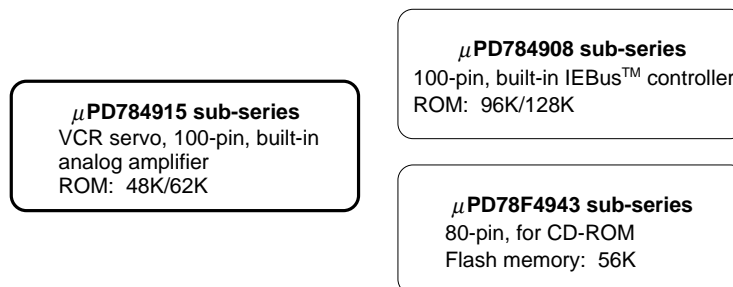 μPD784915 sub-series
VCR servo, 100-pin, built-in
analog amplifier
ROM: 48K/62K
μPD784908 sub-series
100-pin, built-in IEBus™ controller
ROM: 96K/128K
μPD78F4943 sub-series
80-pin, for CD-ROM
Flash memory: 56K